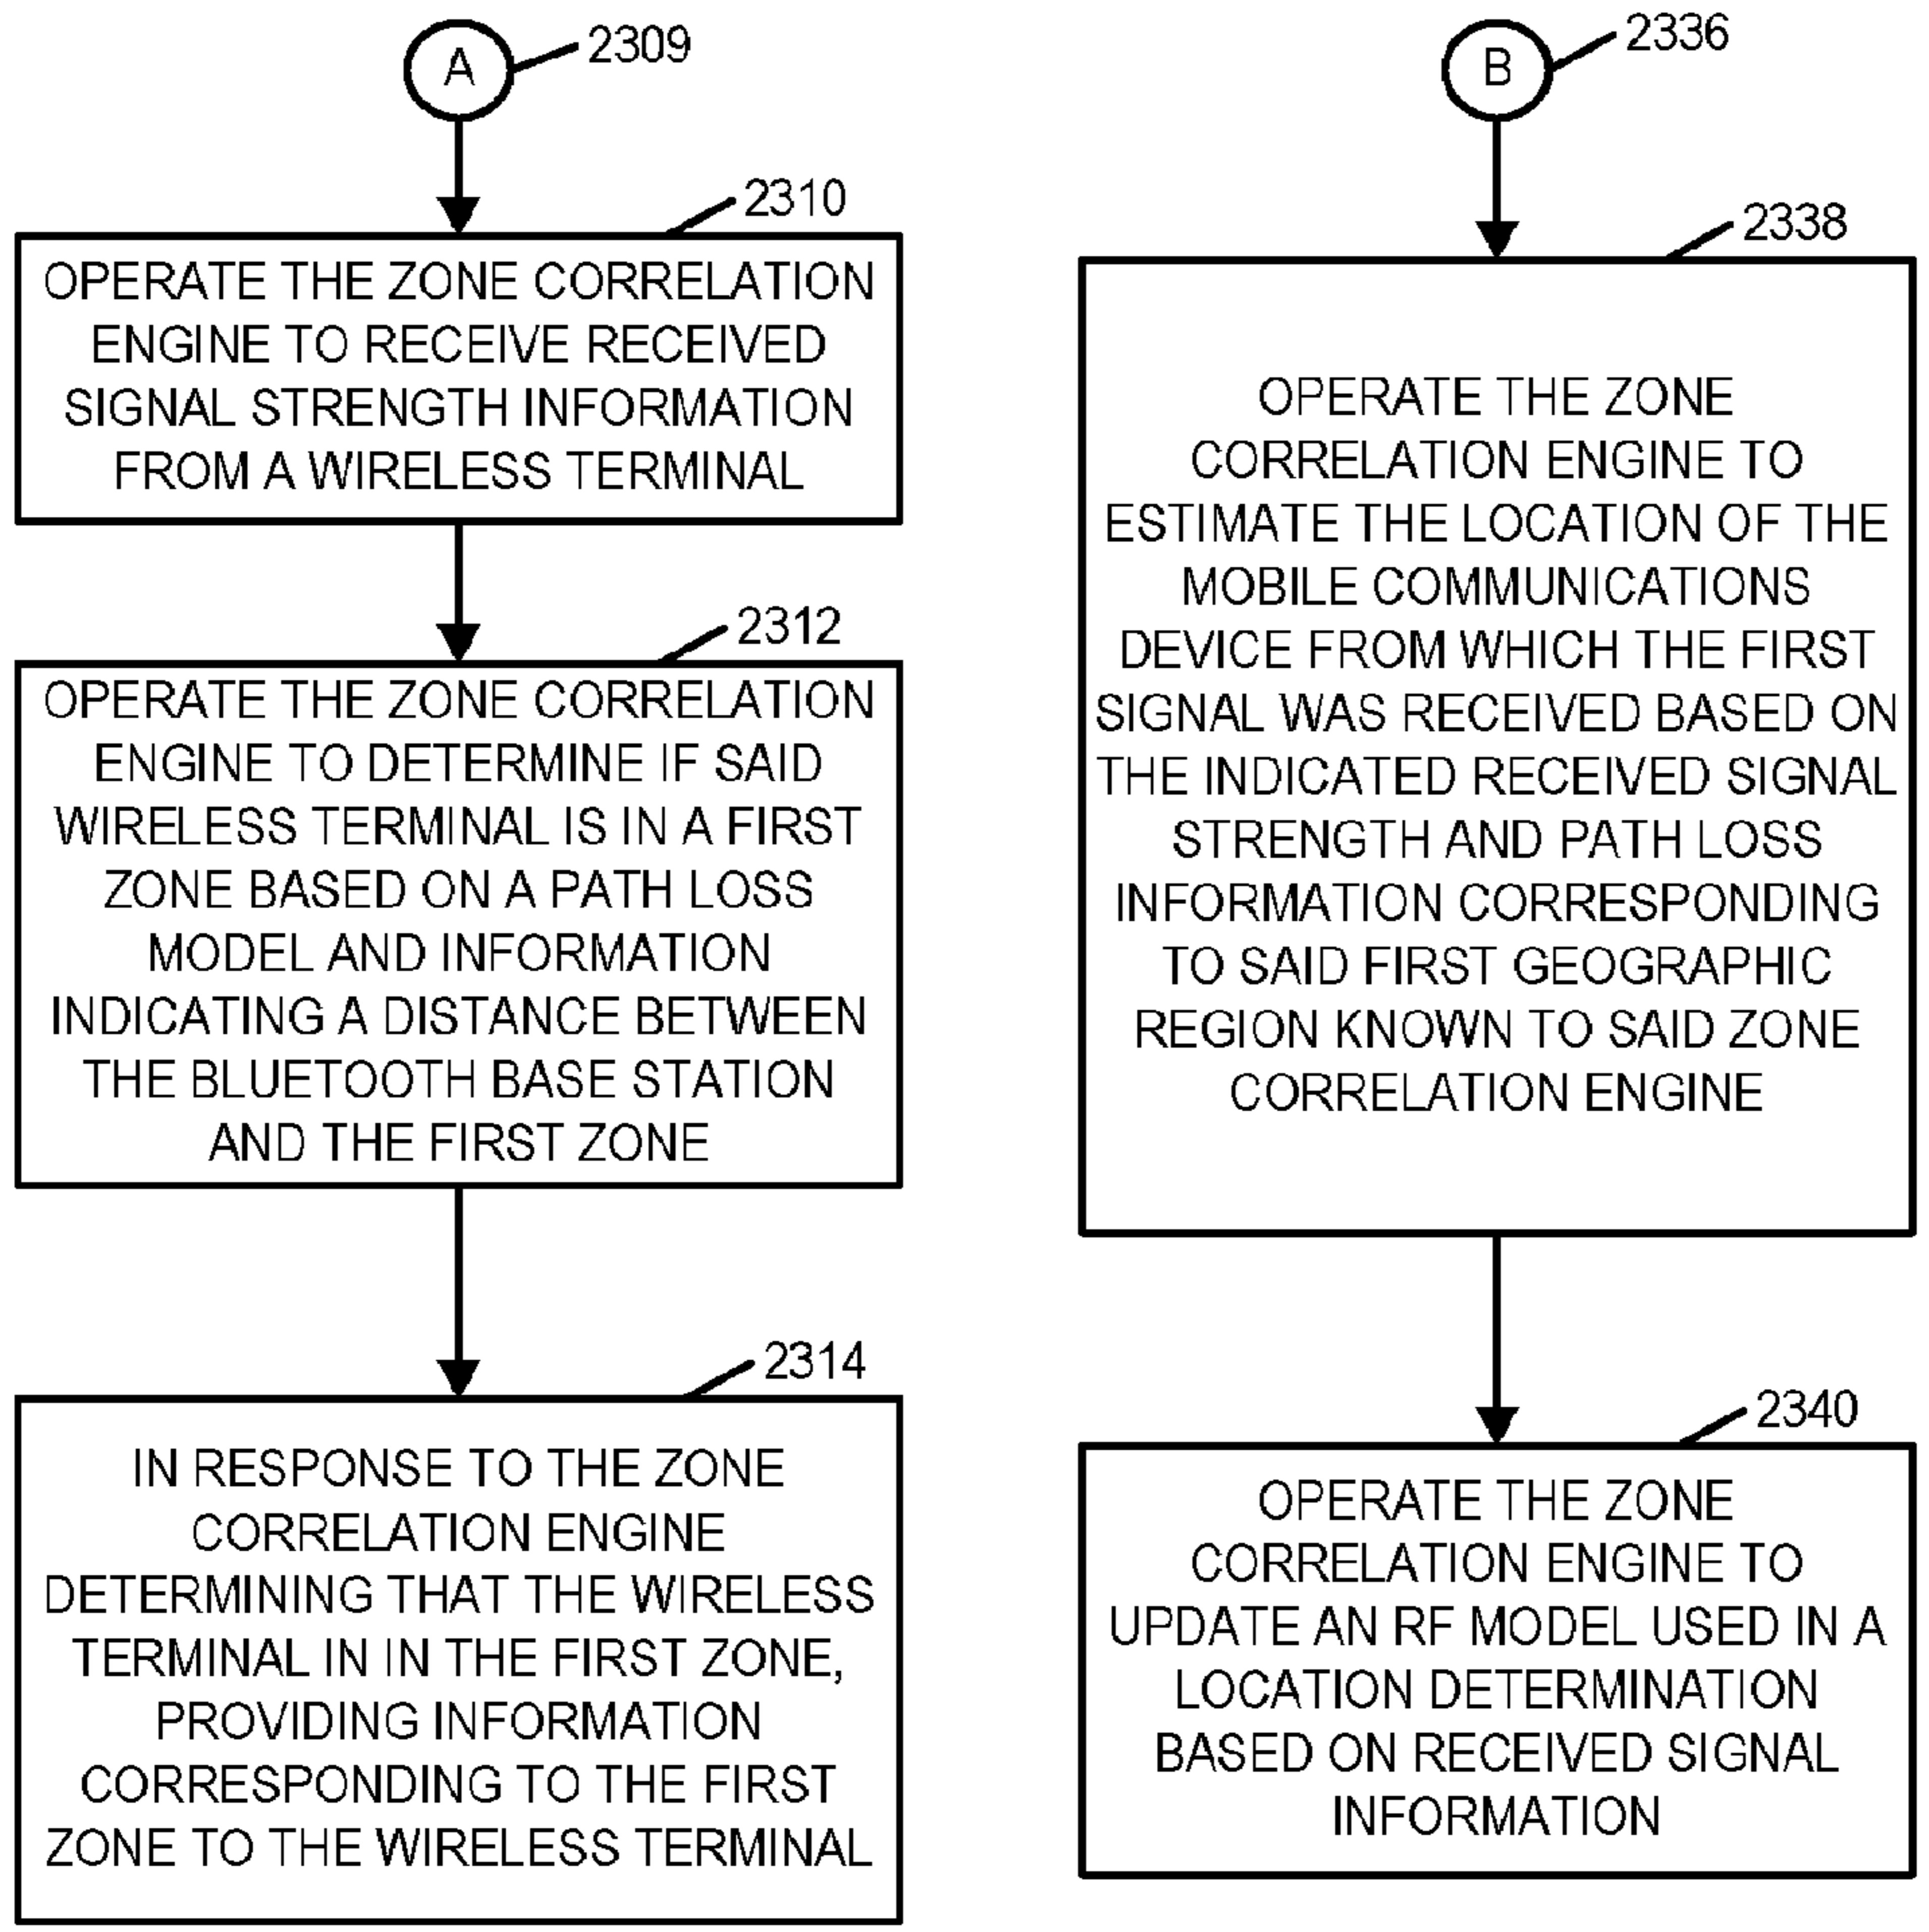 A
2309
2310
OPERATE THE ZONE CORRELATION
ENGINE TO RECEIVE RECEIVED
SIGNAL STRENGTH INFORMATION
FROM A WIRELESS TERMINAL
2312
OPERATE THE ZONE CORRELATION
ENGINE TO DETERMINE IF SAID
WIRELESS TERMINAL IS IN A FIRST
ZONE BASED ON A PATH LOSS
MODEL AND INFORMATION
INDICATING A DISTANCE BETWEEN
THE BLUETOOTH BASE STATION
AND THE FIRST ZONE
2314
IN RESPONSE TO THE ZONE
CORRELATION ENGINE
DETERMINING THAT THE WIRELESS
TERMINAL IN IN THE FIRST ZONE,
PROVIDING INFORMATION
CORRESPONDING TO THE FIRST
ZONE TO THE WIRELESS TERMINAL
B
2336
2338
OPERATE THE ZONE
CORRELATION ENGINE TO
ESTIMATE THE LOCATION OF THE
MOBILE COMMUNICATIONS
DEVICE FROM WHICH THE FIRST
SIGNAL WAS RECEIVED BASED ON
THE INDICATED RECEIVED SIGNAL
STRENGTH AND PATH LOSS
INFORMATION CORRESPONDING
TO SAID FIRST GEOGRAPHIC
REGION KNOWN TO SAID ZONE
CORRELATION ENGINE
2340
OPERATE THE ZONE
CORRELATION ENGINE TO
UPDATE AN RF MODEL USED IN A
LOCATION DETERMINATION
BASED ON RECEIVED SIGNAL
INFORMATION